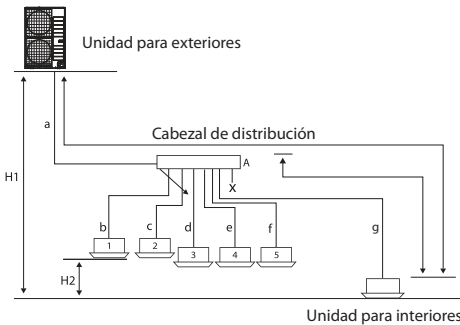 Unidad para exteriores
a
Cabezal de distribución
A
H1
X
b
c
d
e
f
g
1
2
3
4
5
H2
Unidad para interiores